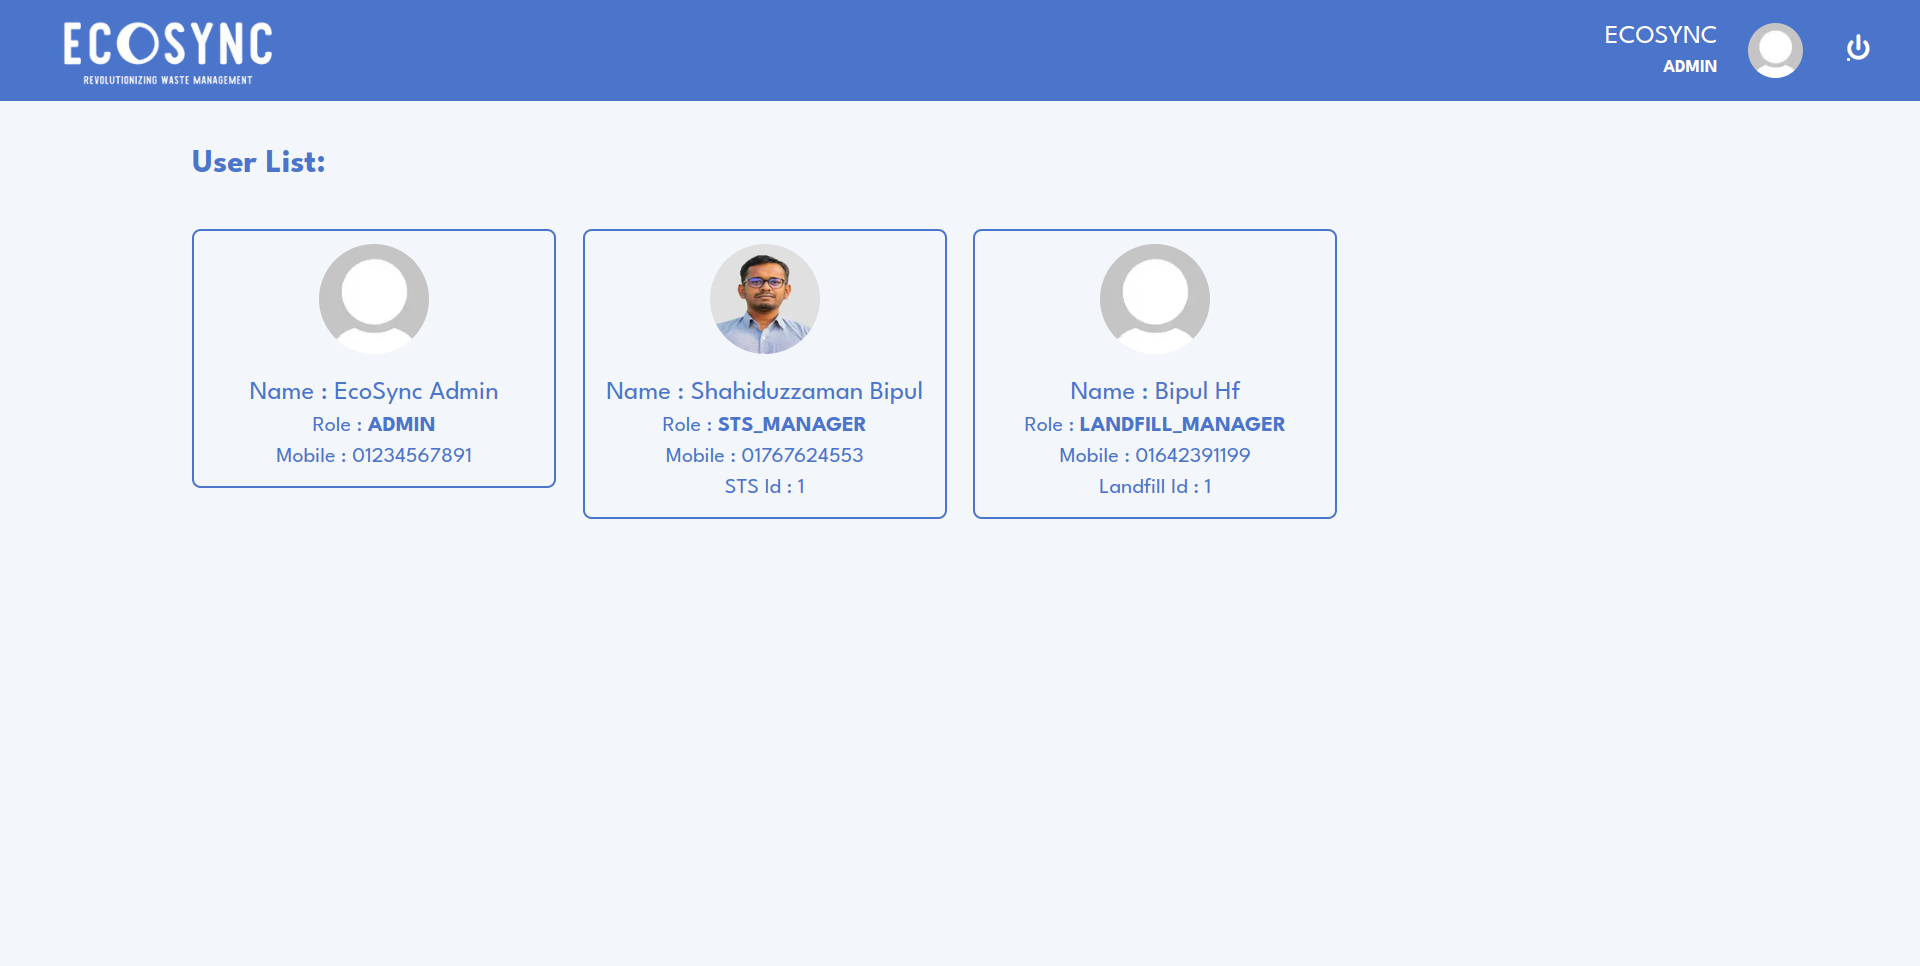 ECOSYNC
REVOLUTIONIZING WASTE MANAGEMENT
ECOSYNC
ADMIN
User List:
Name : EcoSync Admin
Role : ADMIN
Mobile : 01234567891
Name : Shahiduzzaman Bipul
Role : STS_MANAGER
Mobile : 01767624553
STS Id : 1
Name : Bipul Hf
Role : LANDFILL_MANAGER
Mobile : 01642391199
Landfill Id : 1